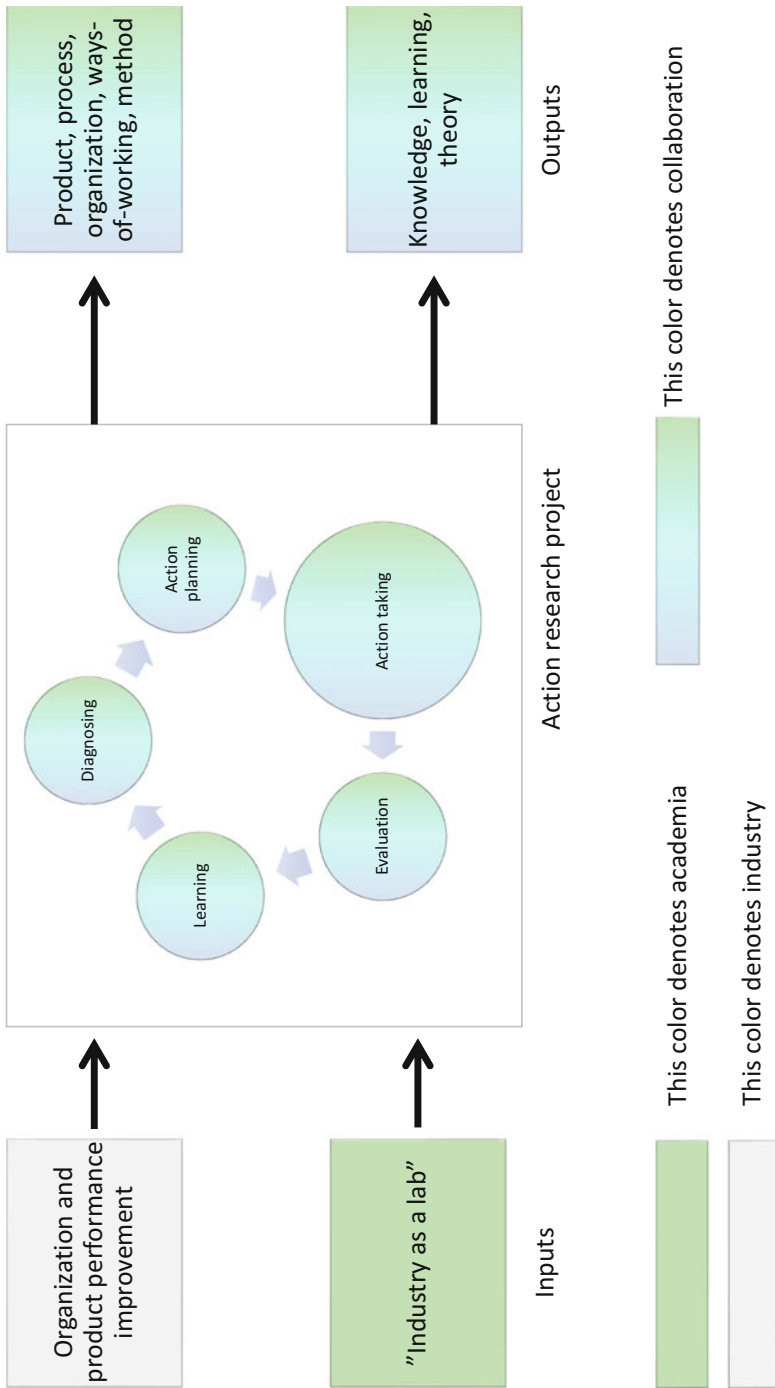 Organization and
product performance
improvement
”Industry as a lab”
Inputs
Diagnosing
Action
planning
Action taking
Evaluation
Learning
Action research project
Product, process,
organization, ways-
of-working, method
Knowledge, learning,
theory
Outputs
This color denotes academia
This color denotes industry
This color denotes collaboration